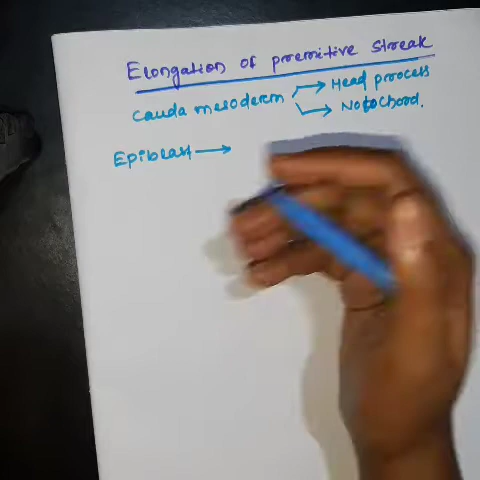 Elongation of premitive streak
Cauda mesoderm → Head process
→ Notochord.
Epiblast →